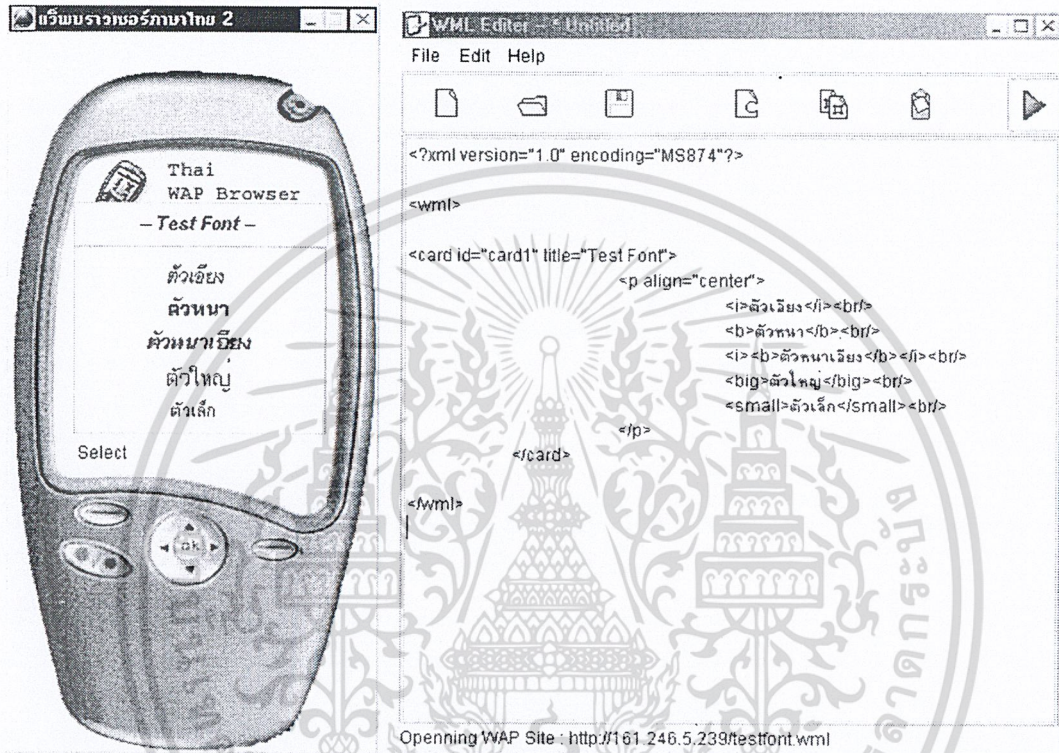 แว็พบราวเซอร์ภาษาไทย 2
Thai
WAP Browser
– Test Font –
ตัวเอียง
ตัวหนา
ตัวหนาเอียง
ตัวใหญ่
ตัวเล็ก
Select
ok
WML Editer – * Untitled
File Edit Help
<?xml version="1.0" encoding="MS874"?>
<wml>
<card id="card1" title="Test Font">
<p align="center">
<i>ตัวเอียง</i><br/>
<b>ตัวหนา</b><br/>
<i><b>ตัวหนาเอียง</b></i><br/>
<big>ตัวใหญ่</big><br/>
<small>ตัวเล็ก</small><br/>
</p>
</card>
</wml>
Openning WAP Site : http://161.246.5.239/testfont.wml